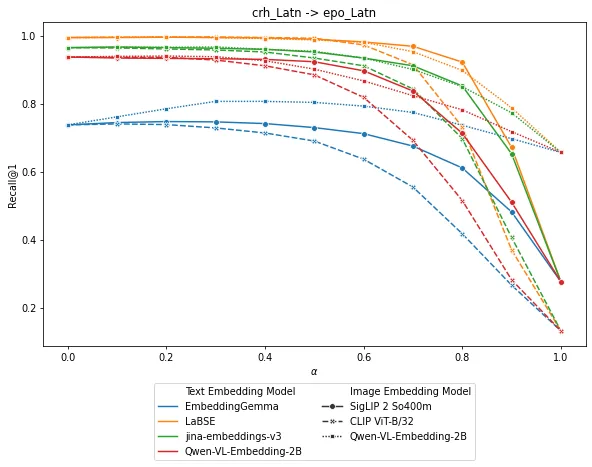 crh_Latn -> epo_Latn
Recall@1
1.0
0.8
0.6
0.4
0.2
0.0 0.2 0.4 0.6 0.8 1.0
α
Text Embedding Model Image Embedding Model
EmbeddingGemma SigLIP 2 So400m
LaBSE CLIP ViT-B/32
jina-embeddings-v3 Qwen-VL-Embedding-2B
Qwen-VL-Embedding-2B